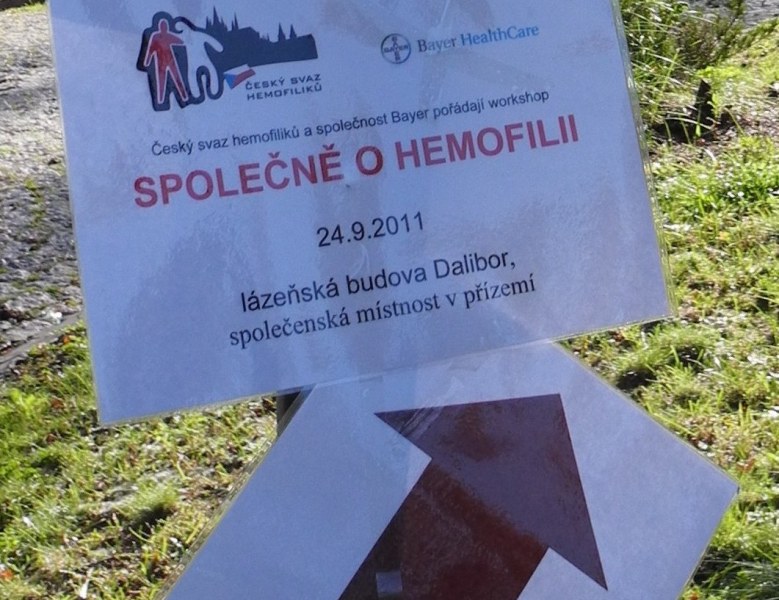 ČESKÝ SVAZ
HEMOFILIKŮ
BAYER
Bayer HealthCare
Český svaz hemofiliků a společnost Bayer pořádají workshop
SPOLEČNĚ O HEMOFILII
24.9.2011
lázeňská budova Dalibor,
společenská místnost v přízemí